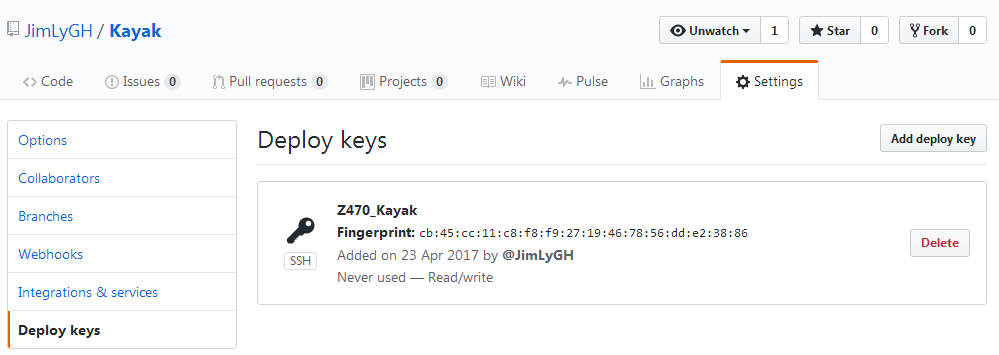 JimLyGH / Kayak
Unwatch 1 Star 0 Fork 0
Code Issues 0 Pull requests 0 Projects 0 Wiki Pulse Graphs Settings
Options
Collaborators
Branches
Webhooks
Integrations & services
Deploy keys
Deploy keys
Add deploy key
Z470_Kayak
Fingerprint: cb:45:cc:11:c8:f8:f9:27:19:46:78:56:dd:e2:38:86
SSH
Added on 23 Apr 2017 by @JimLyGH
Never used — Read/write
Delete